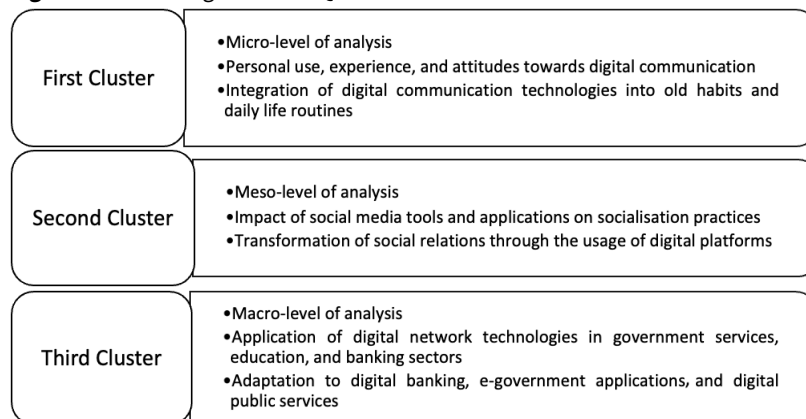 First Cluster
•Micro-level of analysis
•Personal use, experience, and attitudes towards digital communication
•Integration of digital communication technologies into old habits and
daily life routines
Second Cluster
•Meso-level of analysis
•Impact of social media tools and applications on socialisation practices
•Transformation of social relations through the usage of digital platforms
Third Cluster
•Macro-level of analysis
•Application of digital network technologies in government services,
education, and banking sectors
•Adaptation to digital banking, e-government applications, and digital
public services